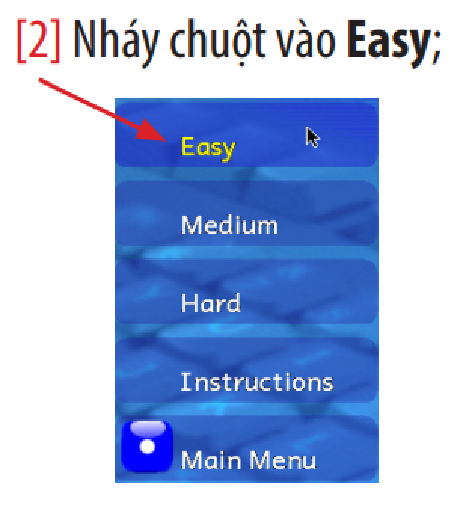 [2] Nháy chuột vào Easy;
Easy
Medium
Hard
Instructions
Main Menu